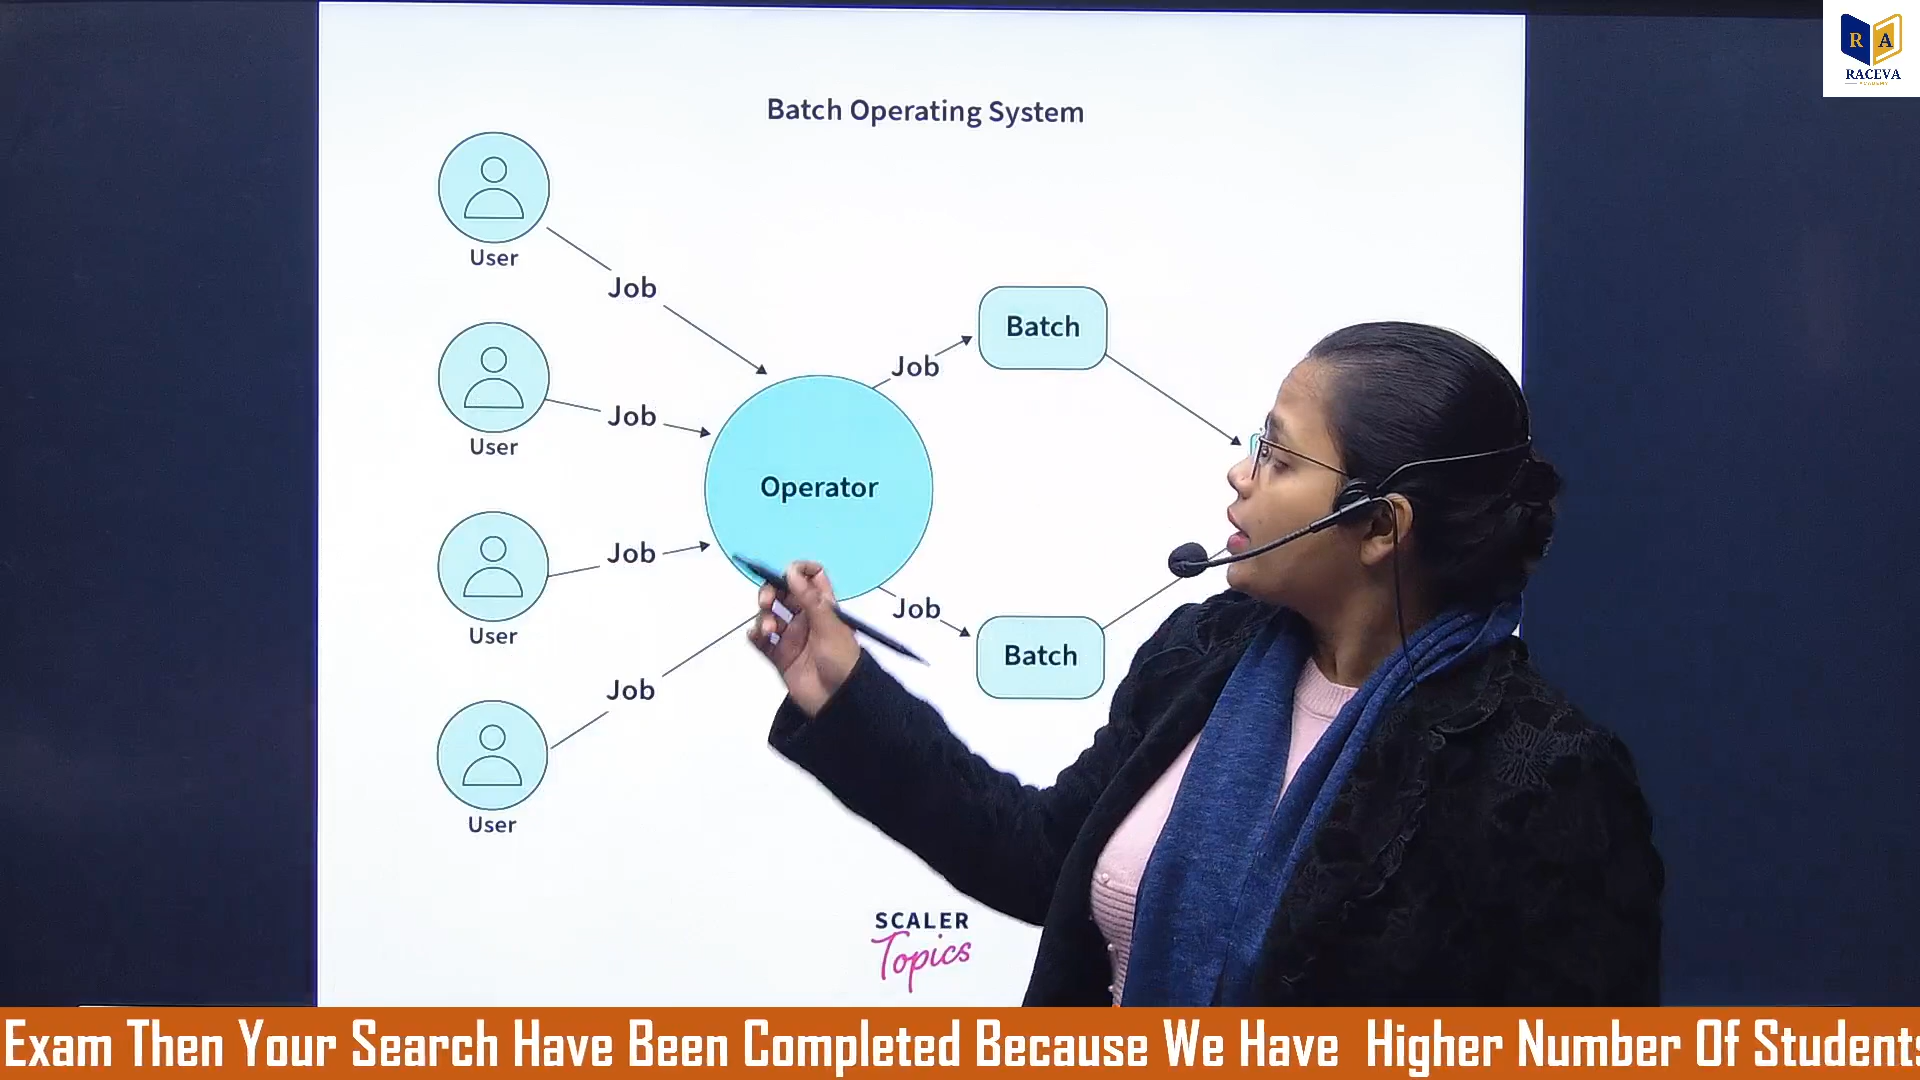 R A
RACEVA
Batch Operating System
User
Job
User
Job
User
Job
User
Job
Operator
Job
Batch
Job
Batch
SCALER
Topics
Exam Then Your Search Have Been Completed Because We Have Higher Number Of Students